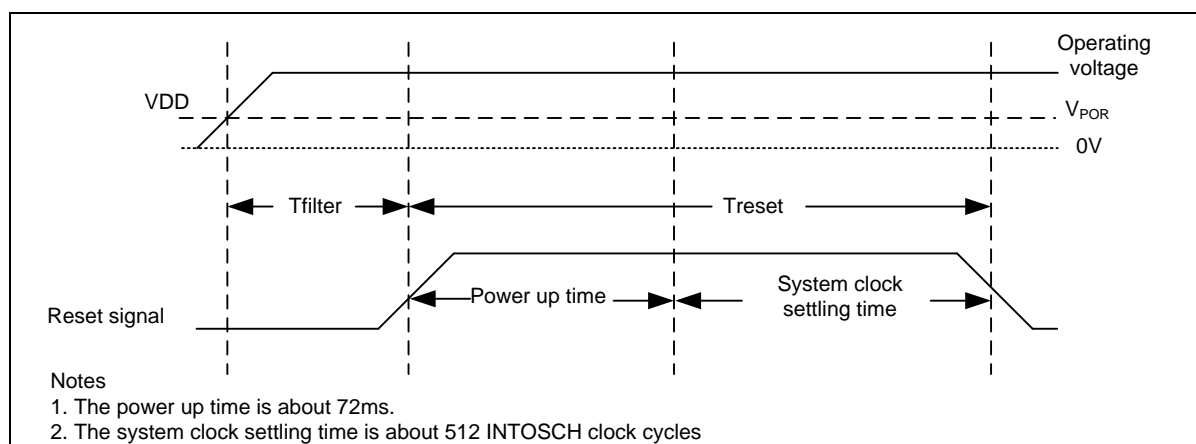 Operating
voltage
VDD
VPOR
0V
Tfilter
Treset
Power up time
System clock
settling time
Reset signal
Notes
1. The power up time is about 72ms.
2. The system clock settling time is about 512 INTOSCH clock cycles